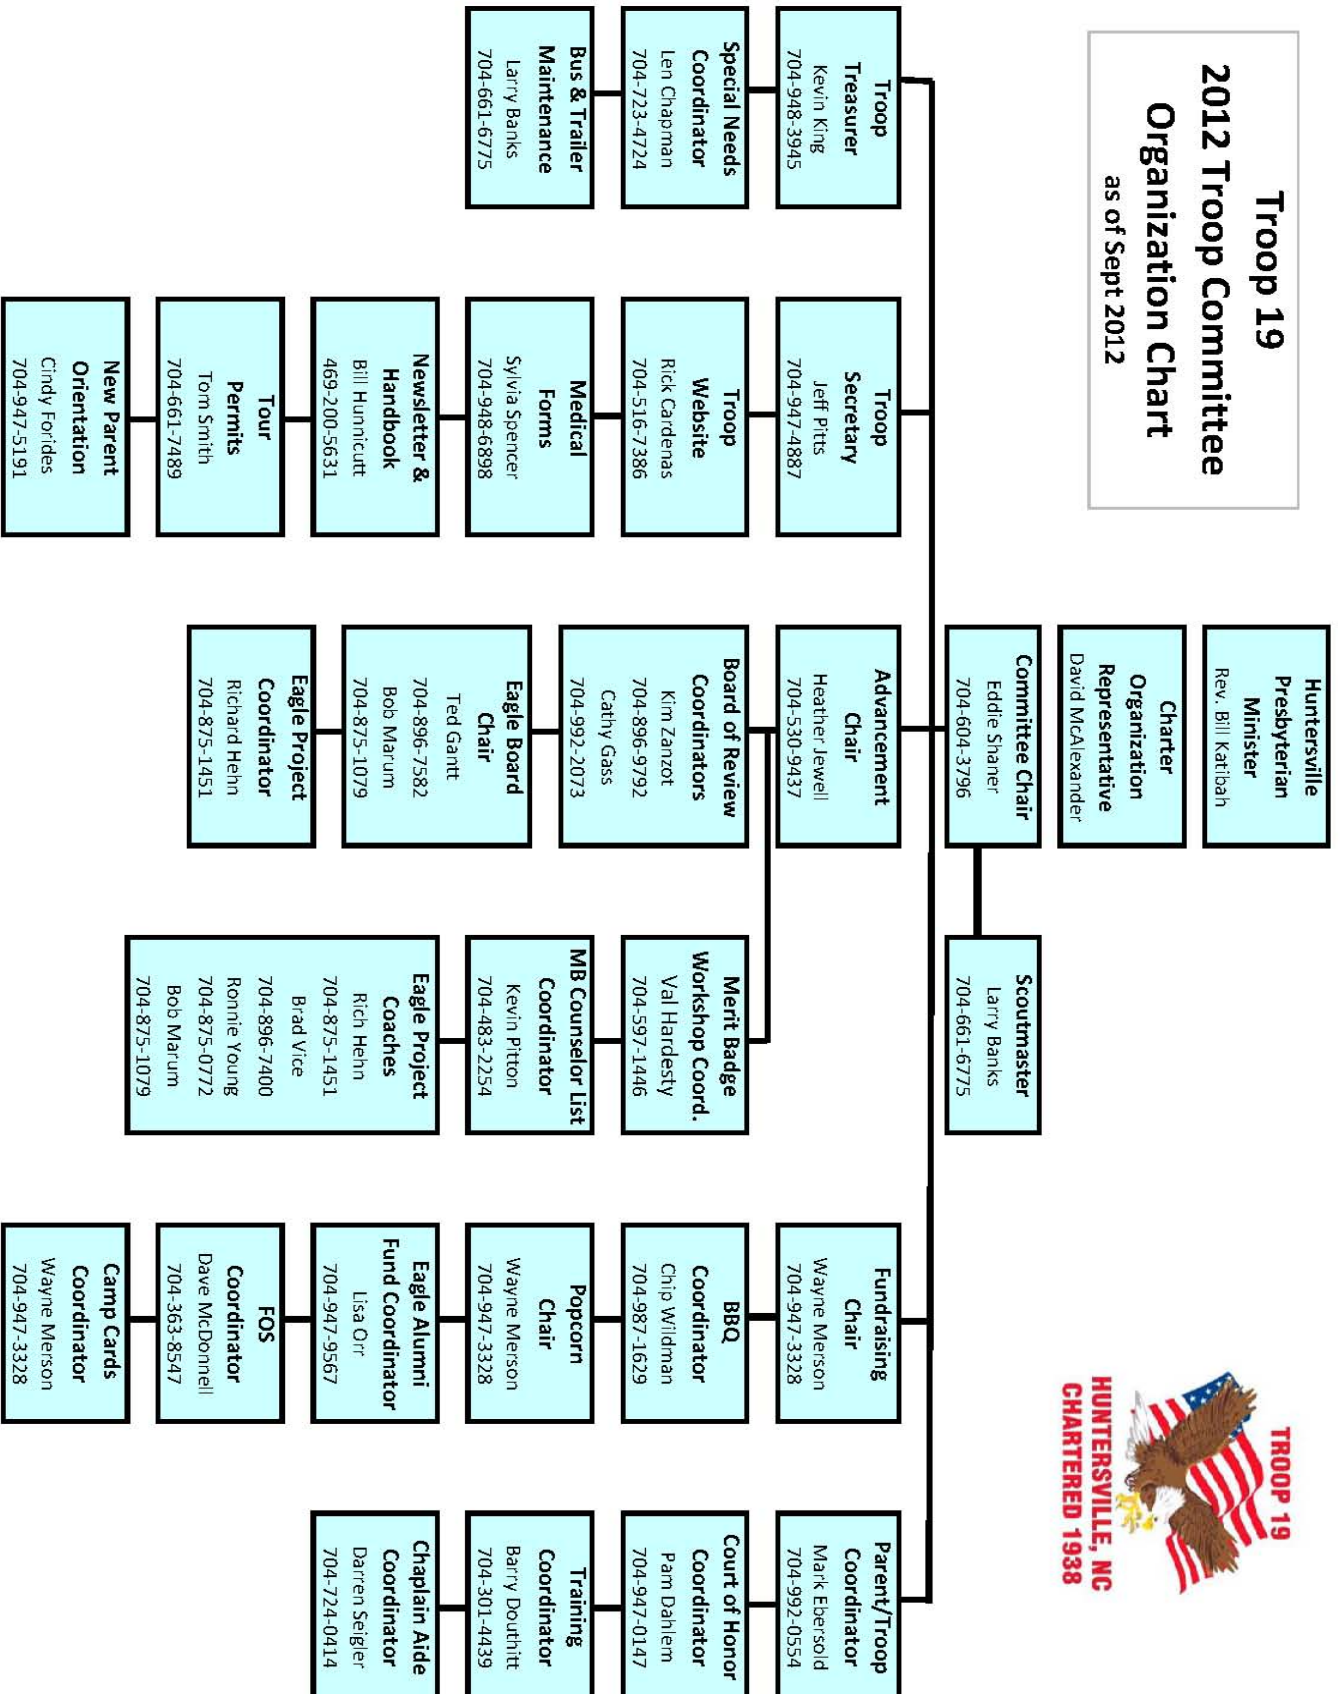 Troop 19
2012 Troop Committee
Organization Chart
as of Sept 2012
Huntersville
Presbyterian
Minister
Rev. Bill Katibah
Charter
Organization
Representative
David McAlexander
Committee Chair
Eddie Shaner
704-604-3796
Scoutmaster
Larry Banks
704-661-6775
TROOP 19
HUNTERSVILLE, NC
CHARTERED 1938
Troop
Treasurer
Kevin King
704-948-3945
Special Needs
Coordinator
Len Chapman
704-723-4724
Bus & Trailer
Maintenance
Larry Banks
704-661-6775
Troop
Secretary
Jeff Pitts
704-947-4887
Troop
Website
Rick Cardenas
704-516-7386
Medical
Forms
Sylvia Spencer
704-948-6898
Newsletter &
Handbook
Bill Hunnicutt
469-200-5631
Tour
Permits
Tom Smith
704-661-7489
New Parent
Orientation
Cindy Forides
704-947-5191
Advancement
Chair
Heather Jewell
704-530-9437
Board of Review
Coordinators
Kim Zanzot
704-896-9792
Cathy Gass
704-992-2073
Eagle Board
Chair
Ted Gantt
704-896-7582
Bob Marum
704-875-1079
Eagle Project
Coordinator
Richard Hehn
704-875-1451
Merit Badge
Workshop Coord.
Val Hardesty
704-597-1446
MB Counselor List
Coordinator
Kevin Pitton
704-483-2254
Eagle Project
Coaches
Rich Hehn
704-875-1451
Brad Vice
704-896-7400
Ronnie Young
704-875-0772
Bob Marum
704-875-1079
Fundraising
Chair
Wayne Merson
704-947-3328
BBQ
Coordinator
Chip Wildman
704-987-1629
Popcorn
Chair
Wayne Merson
704-947-3328
Eagle Alumni
Fund Coordinator
Lisa Orr
704-947-9567
FOS
Coordinator
Dave McDonnell
704-363-8547
Camp Cards
Coordinator
Wayne Merson
704-947-3328
Parent/Troop
Coordinator
Mark Ebersold
704-992-0554
Court of Honor
Coordinator
Pam Dahlem
704-947-0147
Training
Coordinator
Barry Douthitt
704-301-4439
Chaplain Aide
Coordinator
Darren Seigler
704-724-0414